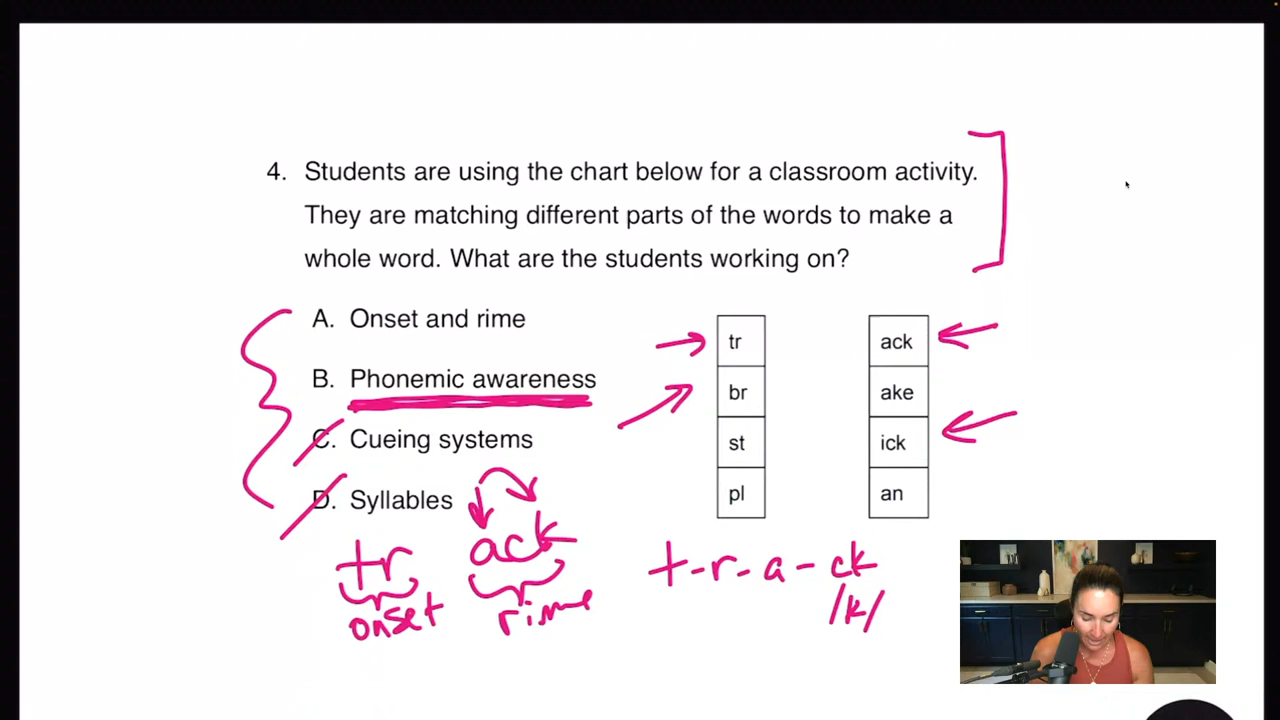 4. Students are using the chart below for a classroom activity.
They are matching different parts of the words to make a
whole word. What are the students working on?
A. Onset and rime
B. Phonemic awareness
C. Cueing systems
D. Syllables
tr ack
br ake
st ick
pl an
tr ack
onset rime
t-r-a-ck
/k/